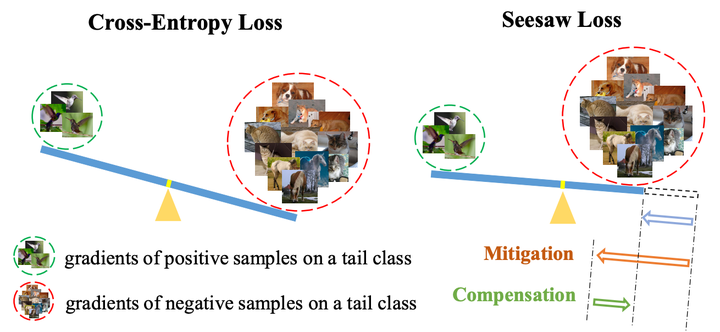 Cross-Entropy Loss
Seesaw Loss
gradients of positive samples on a tail class
gradients of negative samples on a tail class
Mitigation
Compensation